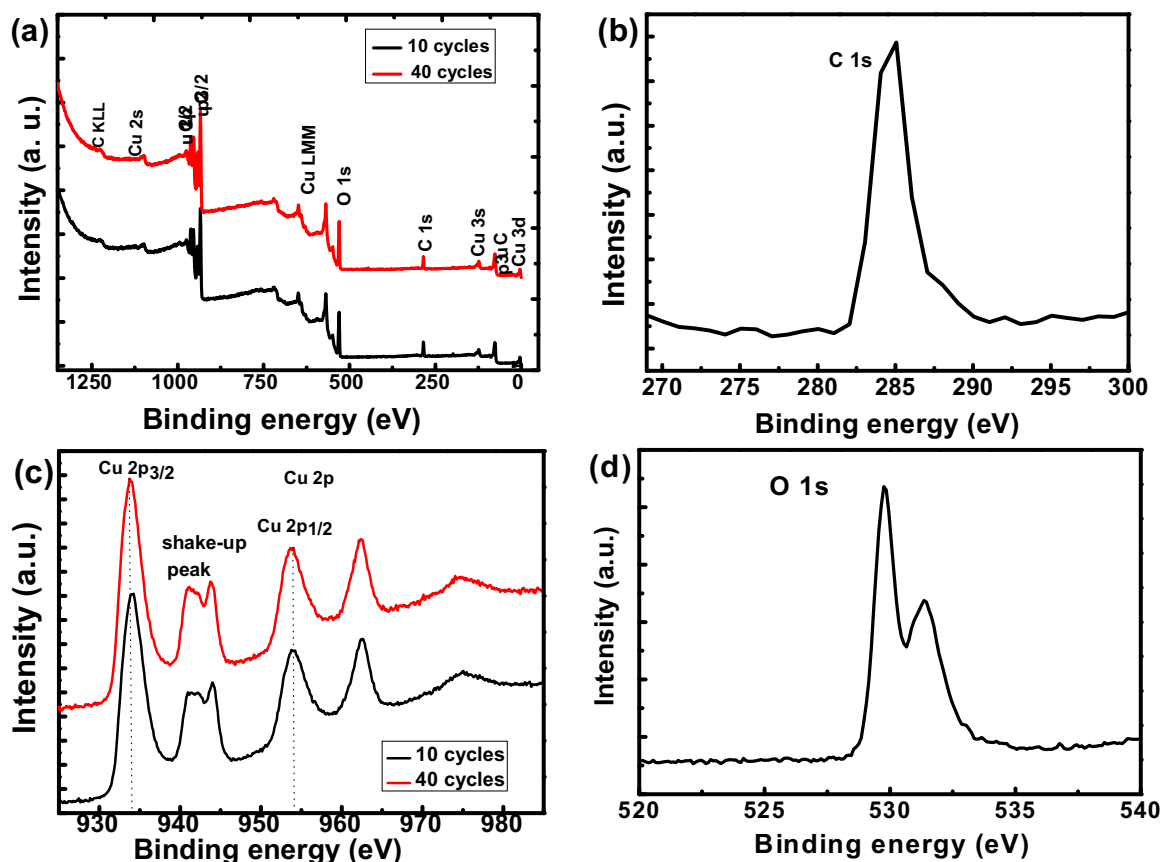 (a)
10 cycles
40 cycles
C KLL
Cu 2s
Cu LMM
O 1s
C 1s
Cu 3s
p3uC
Cu 3d
Intensity (a. u.)
1250 1000 750 500 250 0
Binding energy (eV)
(b)
C 1s
Intensity (a.u.)
270 275 280 285 290 295 300
Binding energy (eV)
(c)
Cu 2p3/2
Cu 2p
shake-up
peak
Cu 2p1/2
10 cycles
40 cycles
Intensity (a.u.)
930 940 950 960 970 980
Binding energy (eV)
(d)
O 1s
Intensity (a.u.)
520 525 530 535 540
Binding energy (eV)